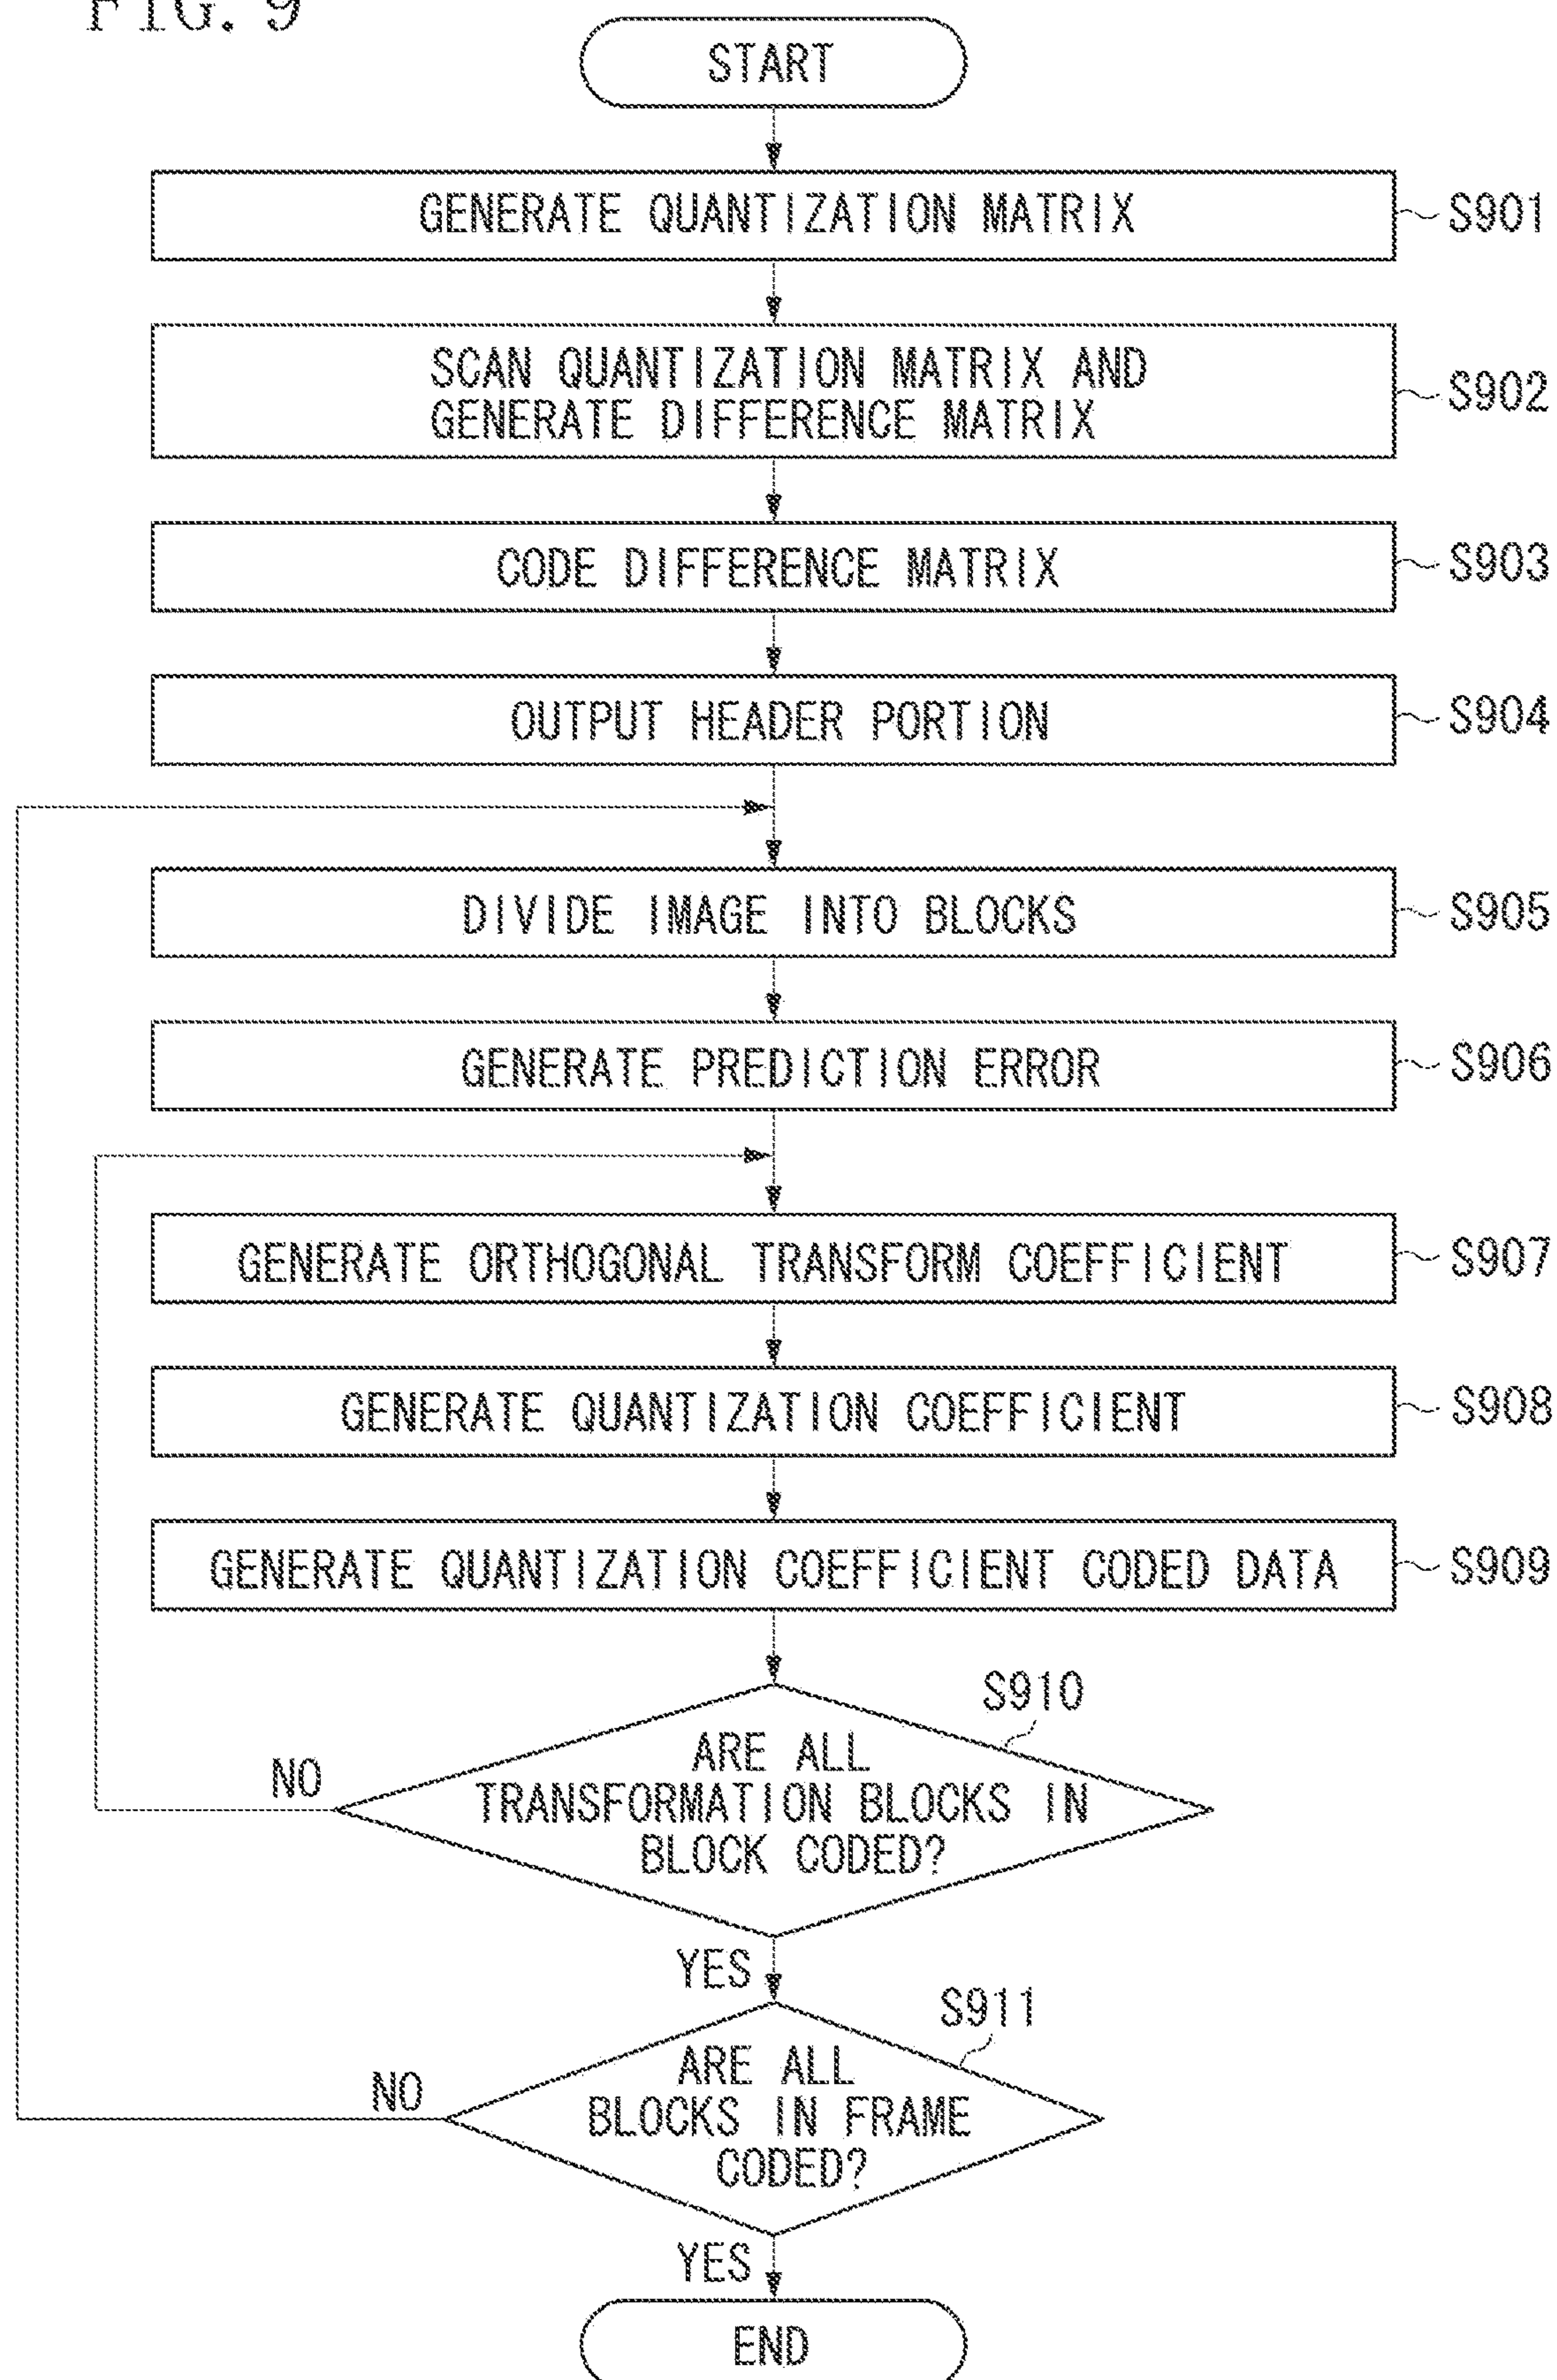 FIG. 9
START
GENERATE QUANTIZATION MATRIX
S901
SCAN QUANTIZATION MATRIX AND
GENERATE DIFFERENCE MATRIX
S902
CODE DIFFERENCE MATRIX
S903
OUTPUT HEADER PORTION
S904
DIVIDE IMAGE INTO BLOCKS
S905
GENERATE PREDICTION ERROR
S906
GENERATE ORTHOGONAL TRANSFORM COEFFICIENT
S907
GENERATE QUANTIZATION COEFFICIENT
S908
GENERATE QUANTIZATION COEFFICIENT CODED DATA
S909
S910
ARE ALL
TRANSFORMATION BLOCKS IN
BLOCK CODED?
NO
YES
S911
ARE ALL
BLOCKS IN FRAME
CODED?
NO
YES
END